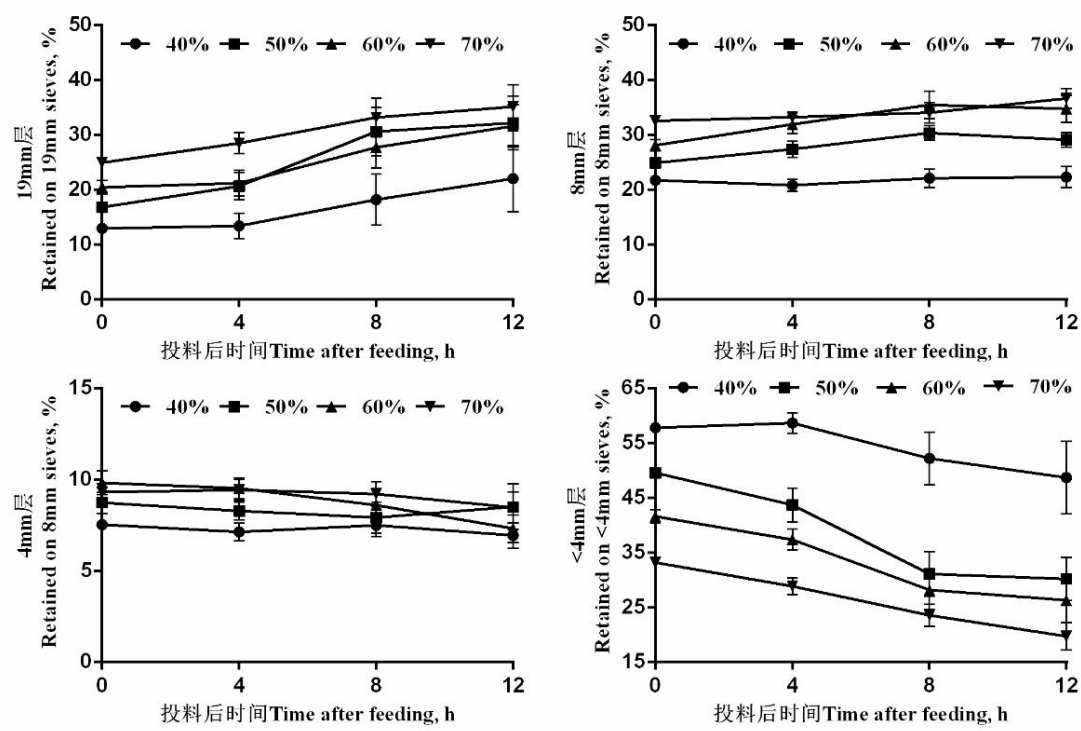 50
40
30
20
10
0
40% 50% 60% 70%
19mm层
Retained on 19mm sieves, %
0 4 8 12
投料后时间Time after feeding, h
50
40
30
20
10
0
40% 50% 60% 70%
8mm层
Retained on 8mm sieves, %
0 4 8 12
投料后时间Time after feeding, h
15
10
5
0
40% 50% 60% 70%
4mm层
Retained on 8mm sieves, %
0 4 8 12
投料后时间Time after feeding, h
65
55
45
35
25
15
40% 50% 60% 70%
<4mm层
Retained on <4mm sieves, %
0 4 8 12
投料后时间Time after feeding, h